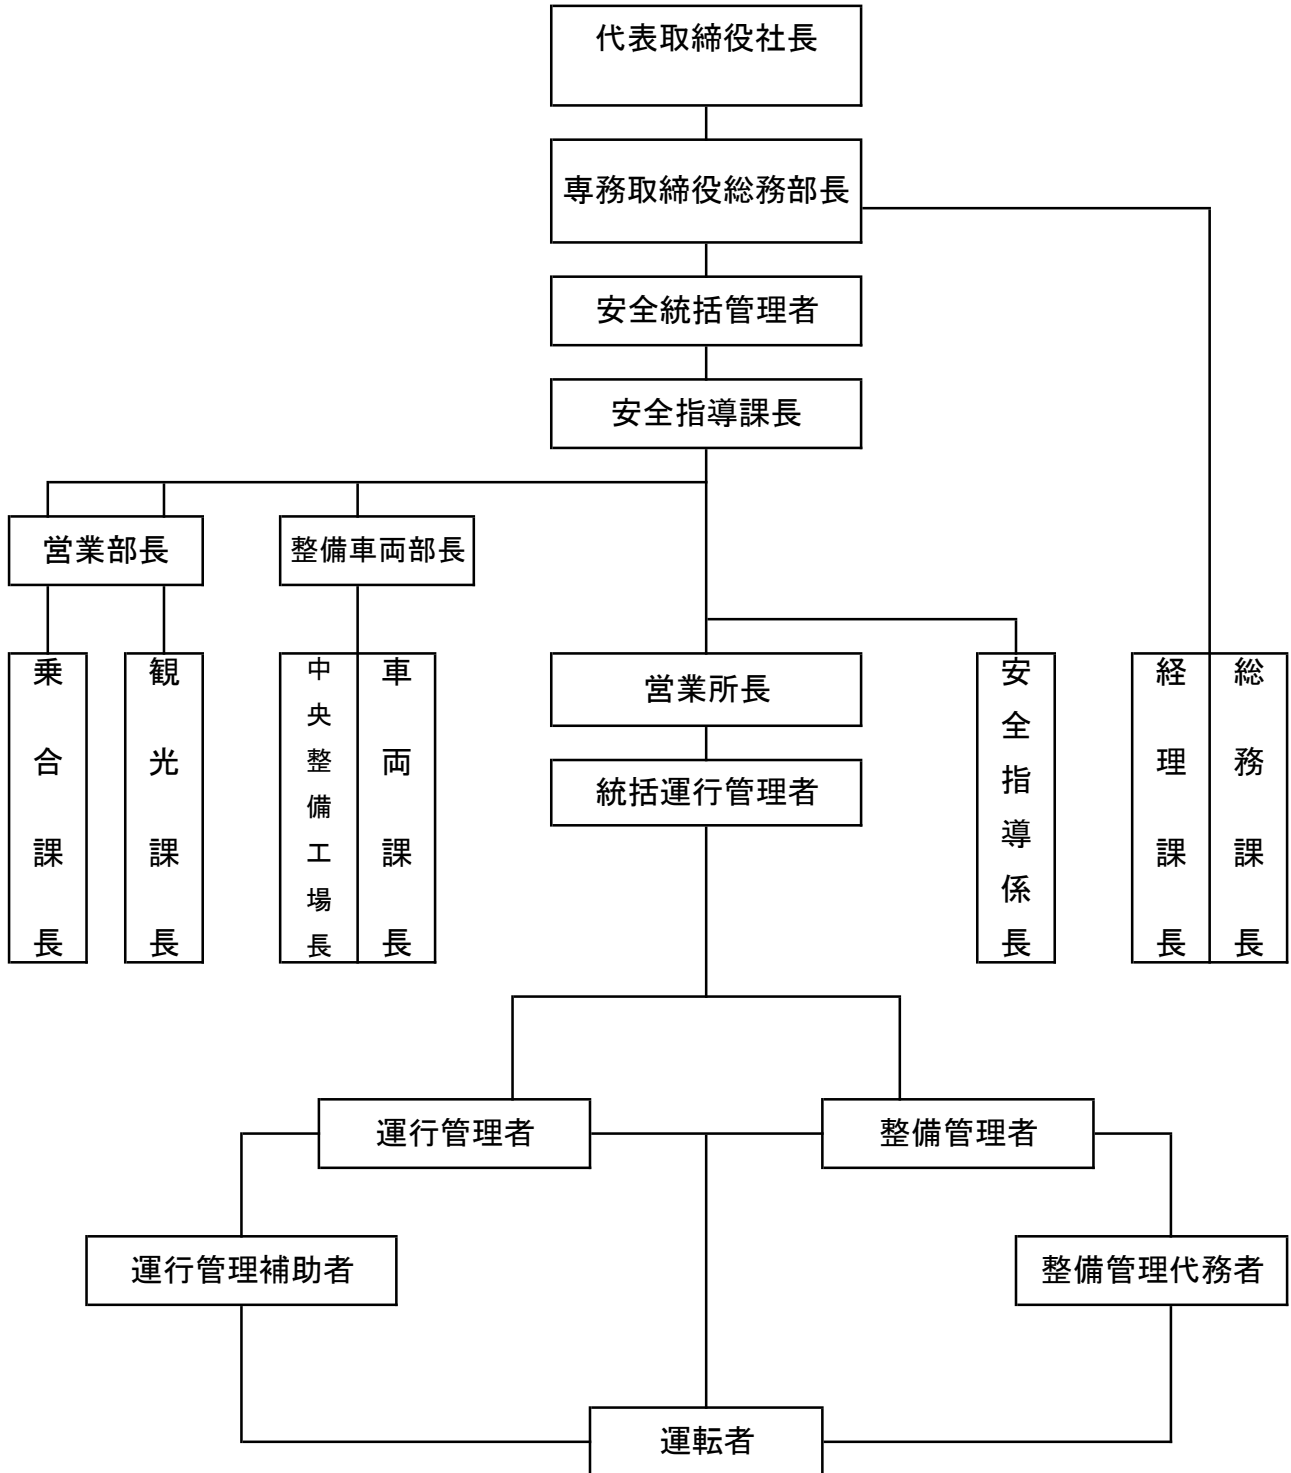 代表取締役社長
専務取締役総務部長
安全統括管理者
安全指導課長
営業部長
整備車両部長
乗合課長
観光課長
中央整備工場長
車両課長
営業所長
統括運行管理者
安全指導係長
経理課長
総務課長
運行管理者
整備管理者
運行管理補助者
整備管理代務者
運転者